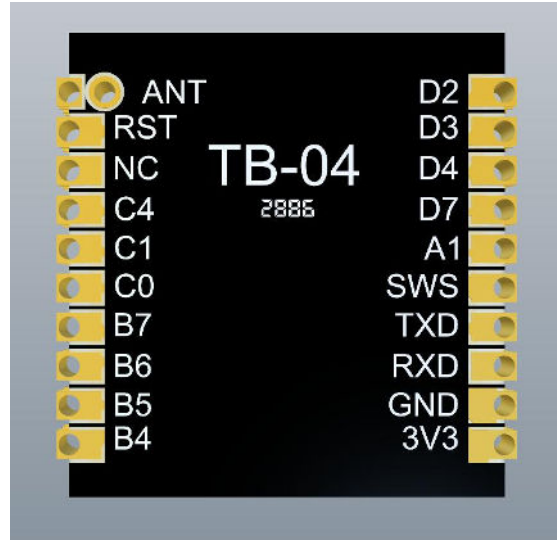 ANT D2
RST D3
NC TB-04 D4
C4 2886 D7
C1 A1
C0 SWS
B7 TXD
B6 RXD
B5 GND
B4 3V3